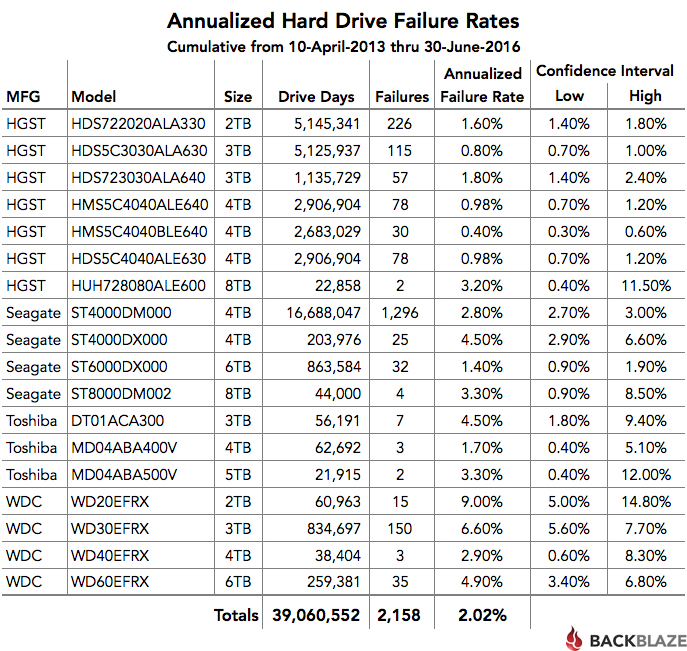 Annualized Hard Drive Failure Rates
Cumulative from 10-April-2013 thru 30-June-2016
Annualized Confidence Interval
MFG Model Size Drive Days Failures Failure Rate Low High
HGST HDS722020ALA330 2TB 5,145,341 226 1.60% 1.40% 1.80%
HGST HDS5C3030ALA630 3TB 5,125,937 115 0.80% 0.70% 1.00%
HGST HDS723030ALA640 3TB 1,135,729 57 1.80% 1.40% 2.40%
HGST HMS5C4040ALE640 4TB 2,906,904 78 0.98% 0.70% 1.20%
HGST HMS5C4040BLE640 4TB 2,683,029 30 0.40% 0.30% 0.60%
HGST HDS5C4040ALE630 4TB 2,906,904 78 0.98% 0.70% 1.20%
HGST HUH728080ALE600 8TB 22,858 2 3.20% 0.40% 11.50%
Seagate ST4000DM000 4TB 16,688,047 1,296 2.80% 2.70% 3.00%
Seagate ST4000DX000 4TB 203,976 25 4.50% 2.90% 6.60%
Seagate ST6000DX000 6TB 863,584 32 1.40% 0.90% 1.90%
Seagate ST8000DM002 8TB 44,000 4 3.30% 0.90% 8.50%
Toshiba DT01ACA300 3TB 56,191 7 4.50% 1.80% 9.40%
Toshiba MD04ABA400V 4TB 62,692 3 1.70% 0.40% 5.10%
Toshiba MD04ABA500V 5TB 21,915 2 3.30% 0.40% 12.00%
WDC WD20EFRX 2TB 60,963 15 9.00% 5.00% 14.80%
WDC WD30EFRX 3TB 834,697 150 6.60% 5.60% 7.70%
WDC WD40EFRX 4TB 38,404 3 2.90% 0.60% 8.30%
WDC WD60EFRX 6TB 259,381 35 4.90% 3.40% 6.80%
Totals 39,060,552 2,158 2.02%
BACKBLAZE